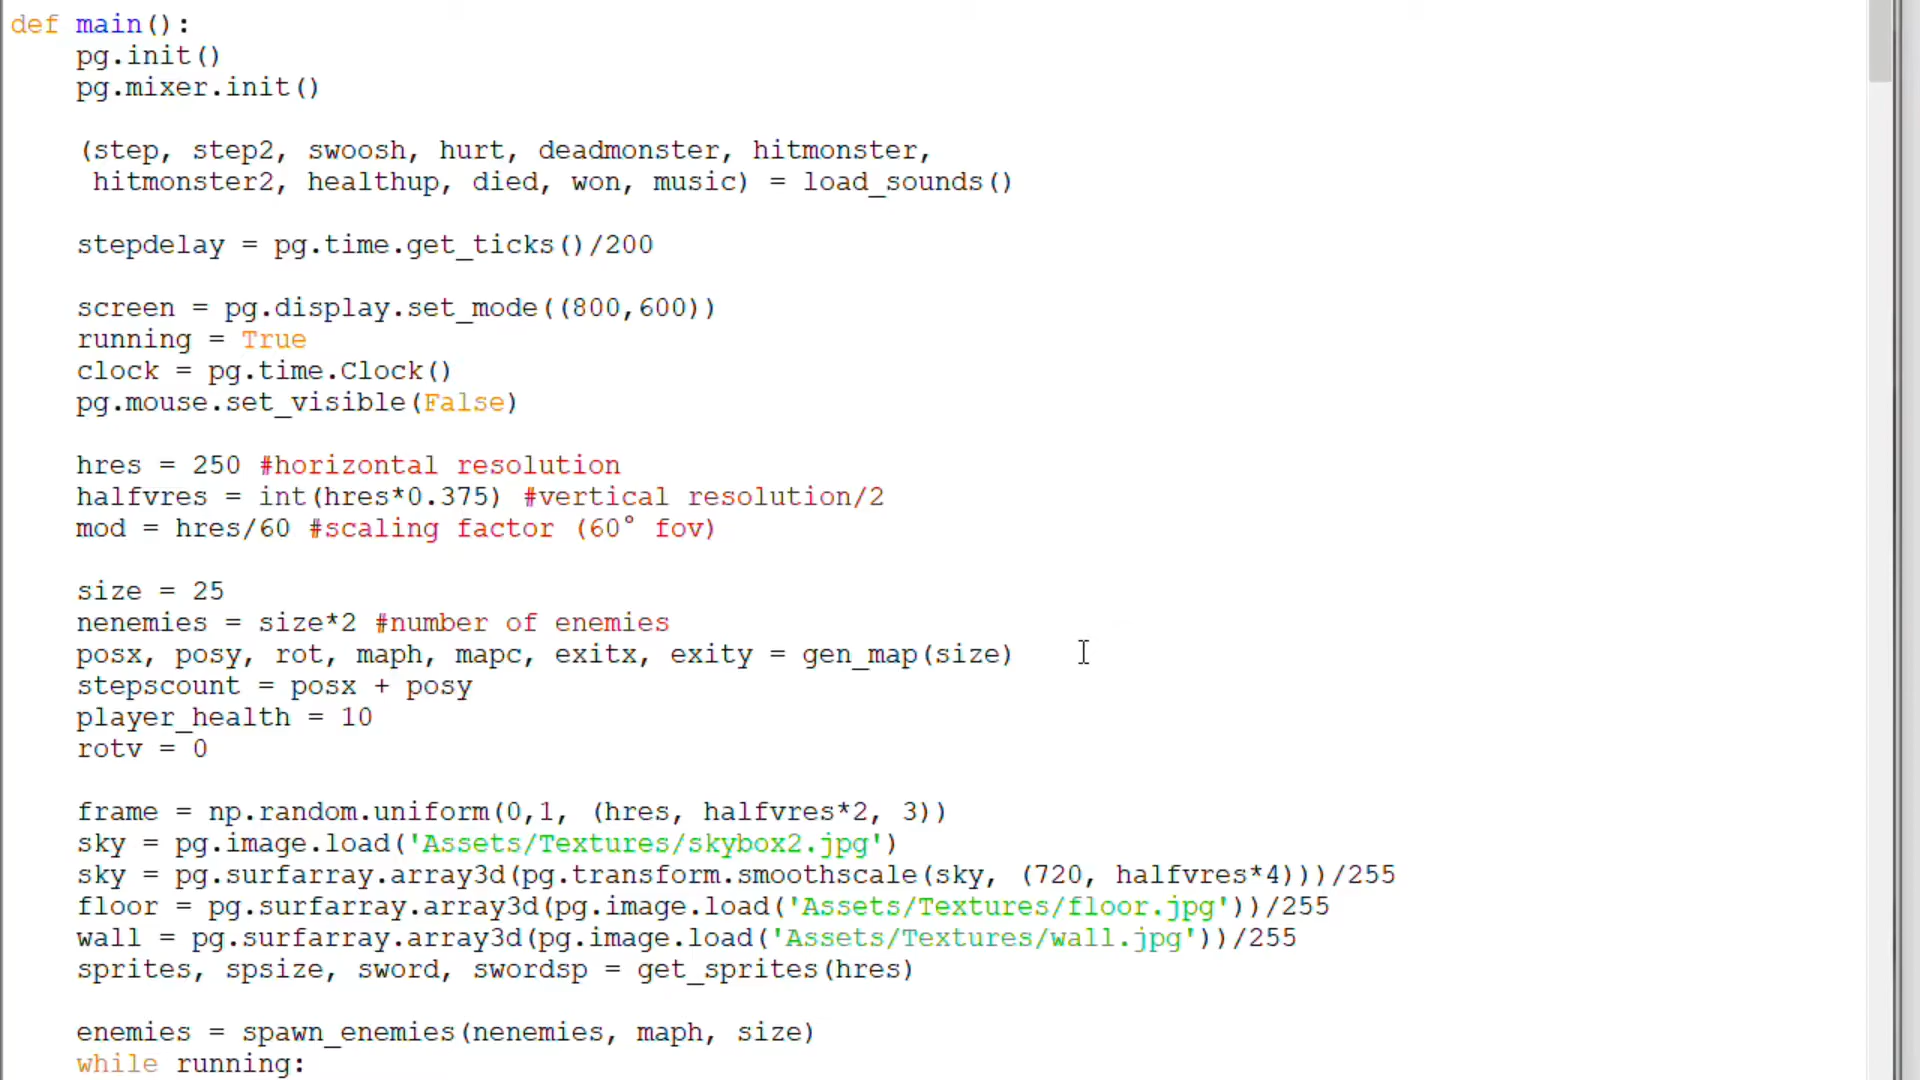 def main():
    pg.init()
    pg.mixer.init()

    (step, step2, swoosh, hurt, deadmonster, hitmonster,
     hitmonster2, healthup, died, won, music) = load_sounds()

    stepdelay = pg.time.get_ticks()/200

    screen = pg.display.set_mode((800,600))
    running = True
    clock = pg.time.Clock()
    pg.mouse.set_visible(False)

    hres = 250 #horizontal resolution
    halfvres = int(hres*0.375) #vertical resolution/2
    mod = hres/60 #scaling factor (60° fov)

    size = 25
    nenemies = size*2 #number of enemies
    posx, posy, rot, maph, mapc, exitx, exity = gen_map(size)
    stepscount = posx + posy
    player_health = 10
    rotv = 0

    frame = np.random.uniform(0,1, (hres, halfvres*2, 3))
    sky = pg.image.load('Assets/Textures/skybox2.jpg')
    sky = pg.surfarray.array3d(pg.transform.smoothscale(sky, (720, halfvres*4)))/255
    floor = pg.surfarray.array3d(pg.image.load('Assets/Textures/floor.jpg'))/255
    wall = pg.surfarray.array3d(pg.image.load('Assets/Textures/wall.jpg'))/255
    sprites, spsize, sword, swordsp = get_sprites(hres)

    enemies = spawn_enemies(nenemies, maph, size)
    while running: